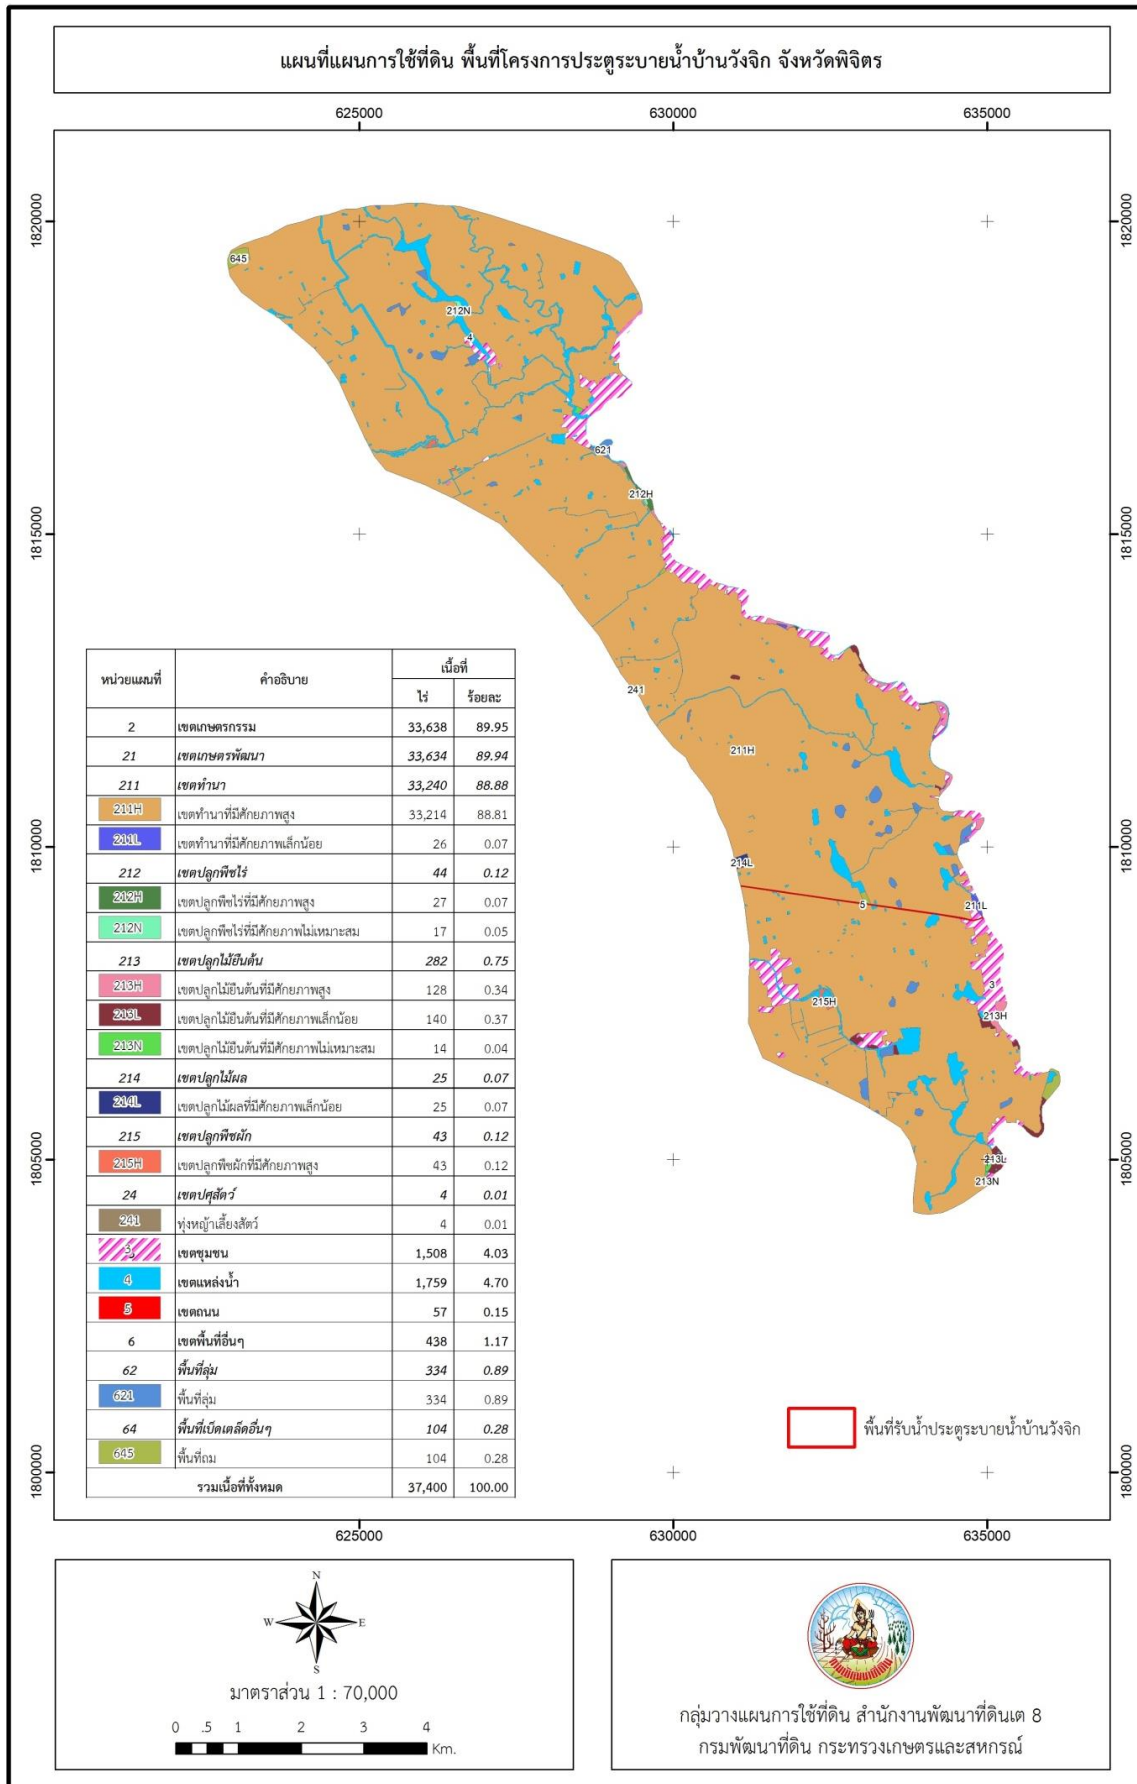 แผนที่แผนการใช้ที่ดิน พื้นที่โครงการประตูระบายน้ำบ้านวังจิก จังหวัดพิจิตร
625000 630000 635000
1820000 1820000
645
212N
4
621
212H
1815000 1815000
241
211H
1810000 1810000
214L
5
211L
3
215H
213H
1805000 1805000
213L
213N
หน่วยแผนที่ คำอธิบาย เนื้อที่
ไร่ ร้อยละ
2 เขตเกษตรกรรม 33,638 89.95
21 เขตเกษตรพัฒนา 33,634 89.94
211 เขตทำนา 33,240 88.88
211H เขตทำนาที่มีศักยภาพสูง 33,214 88.81
211L เขตทำนาที่มีศักยภาพเล็กน้อย 26 0.07
212 เขตปลูกพืชไร่ 44 0.12
212H เขตปลูกพืชไร่ที่มีศักยภาพสูง 27 0.07
212N เขตปลูกพืชไร่ที่มีศักยภาพไม่เหมาะสม 17 0.05
213 เขตปลูกไม้ยืนต้น 282 0.75
213H เขตปลูกไม้ยืนต้นที่มีศักยภาพสูง 128 0.34
213L เขตปลูกไม้ยืนต้นที่มีศักยภาพเล็กน้อย 140 0.37
213N เขตปลูกไม้ยืนต้นที่มีศักยภาพไม่เหมาะสม 14 0.04
214 เขตปลูกไม้ผล 25 0.07
214L เขตปลูกไม้ผลที่มีศักยภาพเล็กน้อย 25 0.07
215 เขตปลูกพืชผัก 43 0.12
215H เขตปลูกพืชผักที่มีศักยภาพสูง 43 0.12
24 เขตปศุสัตว์ 4 0.01
241 ทุ่งหญ้าเลี้ยงสัตว์ 4 0.01
3 เขตชุมชน 1,508 4.03
4 เขตแหล่งน้ำ 1,759 4.70
5 เขตถนน 57 0.15
6 เขตพื้นที่อื่นๆ 438 1.17
62 พื้นที่ลุ่ม 334 0.89
621 พื้นที่ลุ่ม 334 0.89
64 พื้นที่เบ็ดเตล็ดอื่นๆ 104 0.28
645 พื้นที่ถม 104 0.28
รวมเนื้อที่ทั้งหมด 37,400 100.00
พื้นที่รับน้ำประตูระบายน้ำบ้านวังจิก
1800000 1800000
625000 630000 635000
N
W E
S
มาตราส่วน 1 : 70,000
0 .5 1 2 3 4
Km.
กรมพัฒนาที่ดิน
กลุ่มวางแผนการใช้ที่ดิน สำนักงานพัฒนาที่ดินเต 8
กรมพัฒนาที่ดิน กระทรวงเกษตรและสหกรณ์